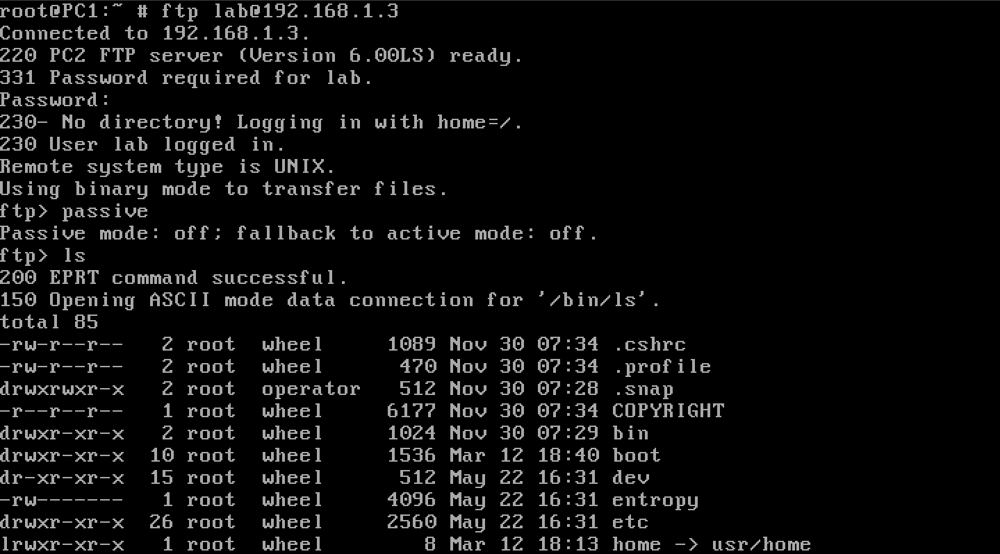 root@PC1:~ # ftp lab@192.168.1.3
Connected to 192.168.1.3.
220 PC2 FTP server (Version 6.00LS) ready.
331 Password required for lab.
Password:
230- No directory! Logging in with home=/.
230 User lab logged in.
Remote system type is UNIX.
Using binary mode to transfer files.
ftp> passive
Passive mode: off; fallback to active mode: off.
ftp> ls
200 EPRT command successful.
150 Opening ASCII mode data connection for '/bin/ls'.
total 85
-rw-r--r--   2 root  wheel     1089 Nov 30 07:34 .cshrc
-rw-r--r--   2 root  wheel      470 Nov 30 07:34 .profile
drwxrwxr-x   2 root  operator   512 Nov 30 07:28 .snap
-r--r--r--   1 root  wheel     6177 Nov 30 07:34 COPYRIGHT
drwxr-xr-x   2 root  wheel     1024 Nov 30 07:29 bin
drwxr-xr-x  10 root  wheel     1536 Mar 12 18:40 boot
dr-xr-xr-x  15 root  wheel      512 May 22 16:31 dev
-rw-------   1 root  wheel     4096 May 22 16:31 entropy
drwxr-xr-x  26 root  wheel     2560 May 22 16:31 etc
lrwxr-xr-x   1 root  wheel        8 Mar 12 18:13 home -> usr/home